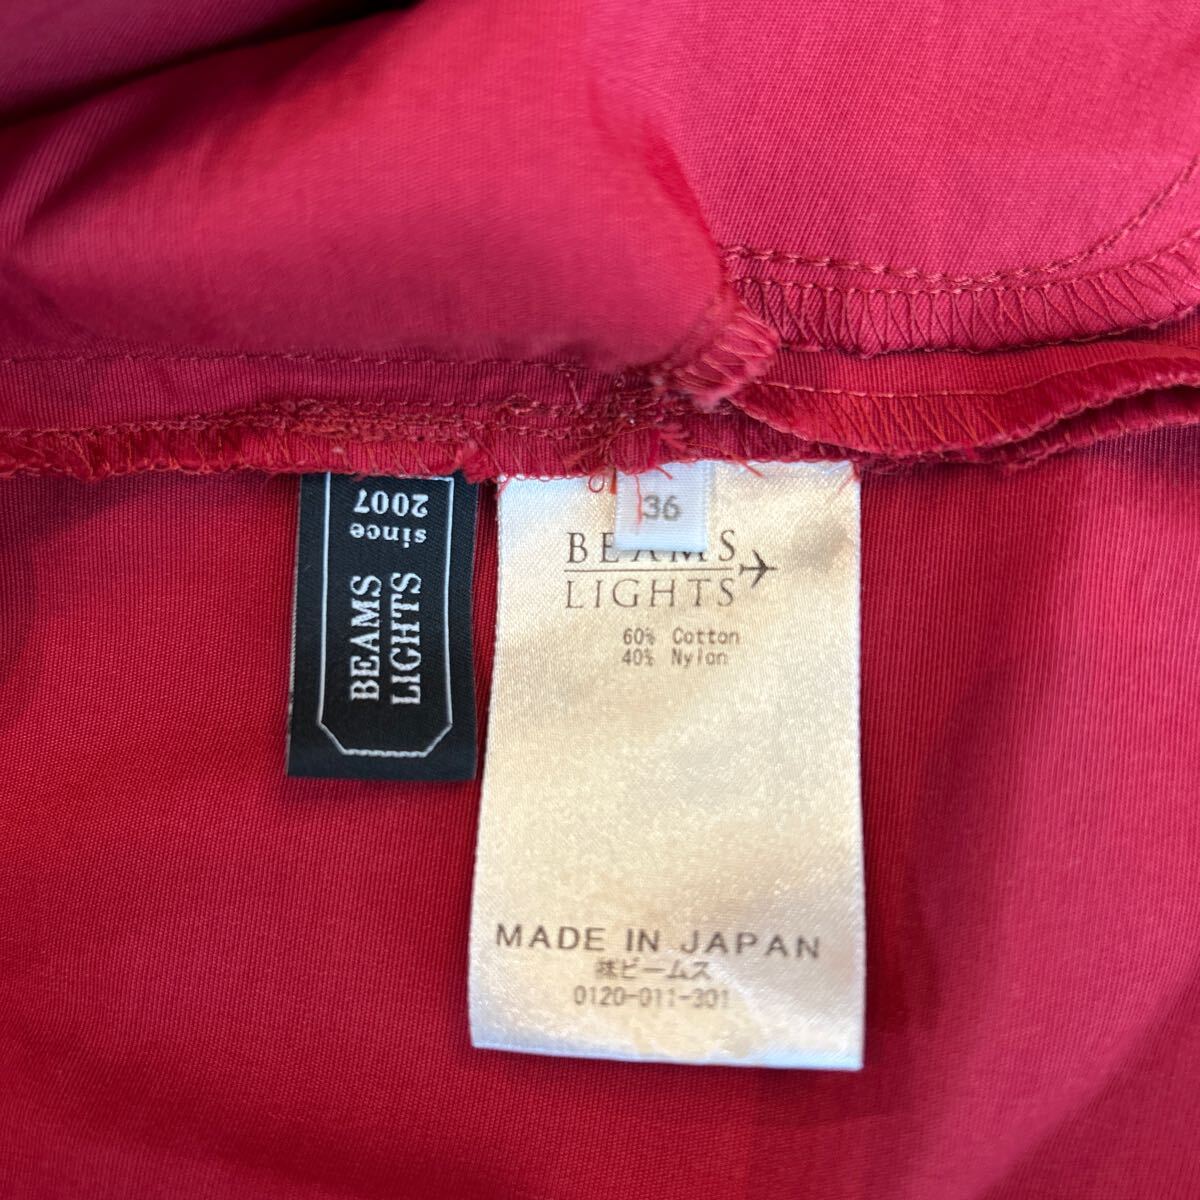 since
2007
BEAMS
LIGHTS
36
BEAMS
LIGHTS
60% Cotton
40% Nylon
MADE IN JAPAN
㈱ビームス
0120-011-301